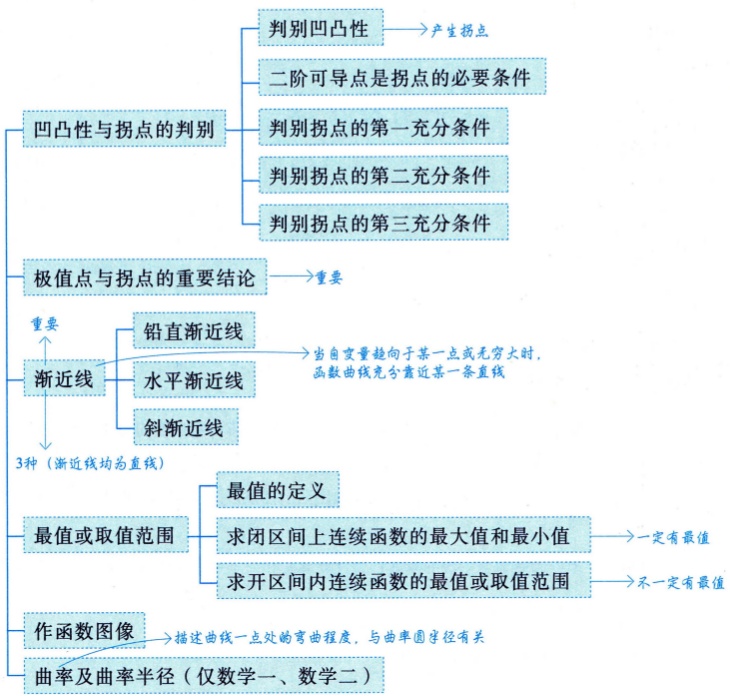 判别凹凸性
产生拐点
二阶可导点是拐点的必要条件
凹凸性与拐点的判别
判别拐点的第一充分条件
判别拐点的第二充分条件
判别拐点的第三充分条件
极值点与拐点的重要结论
重要
重要
铅直渐近线
当自变量趋向于某一点或无穷大时，
函数曲线充分靠近某一条直线
渐近线
水平渐近线
斜渐近线
3种（渐近线均为直线）
最值的定义
最值或取值范围
求闭区间上连续函数的最大值和最小值
一定有最值
求开区间内连续函数的最值或取值范围
不一定有最值
作函数图像
描述曲线一点处的弯曲程度，与曲率圆半径有关
曲率及曲率半径（仅数学一、数学二）